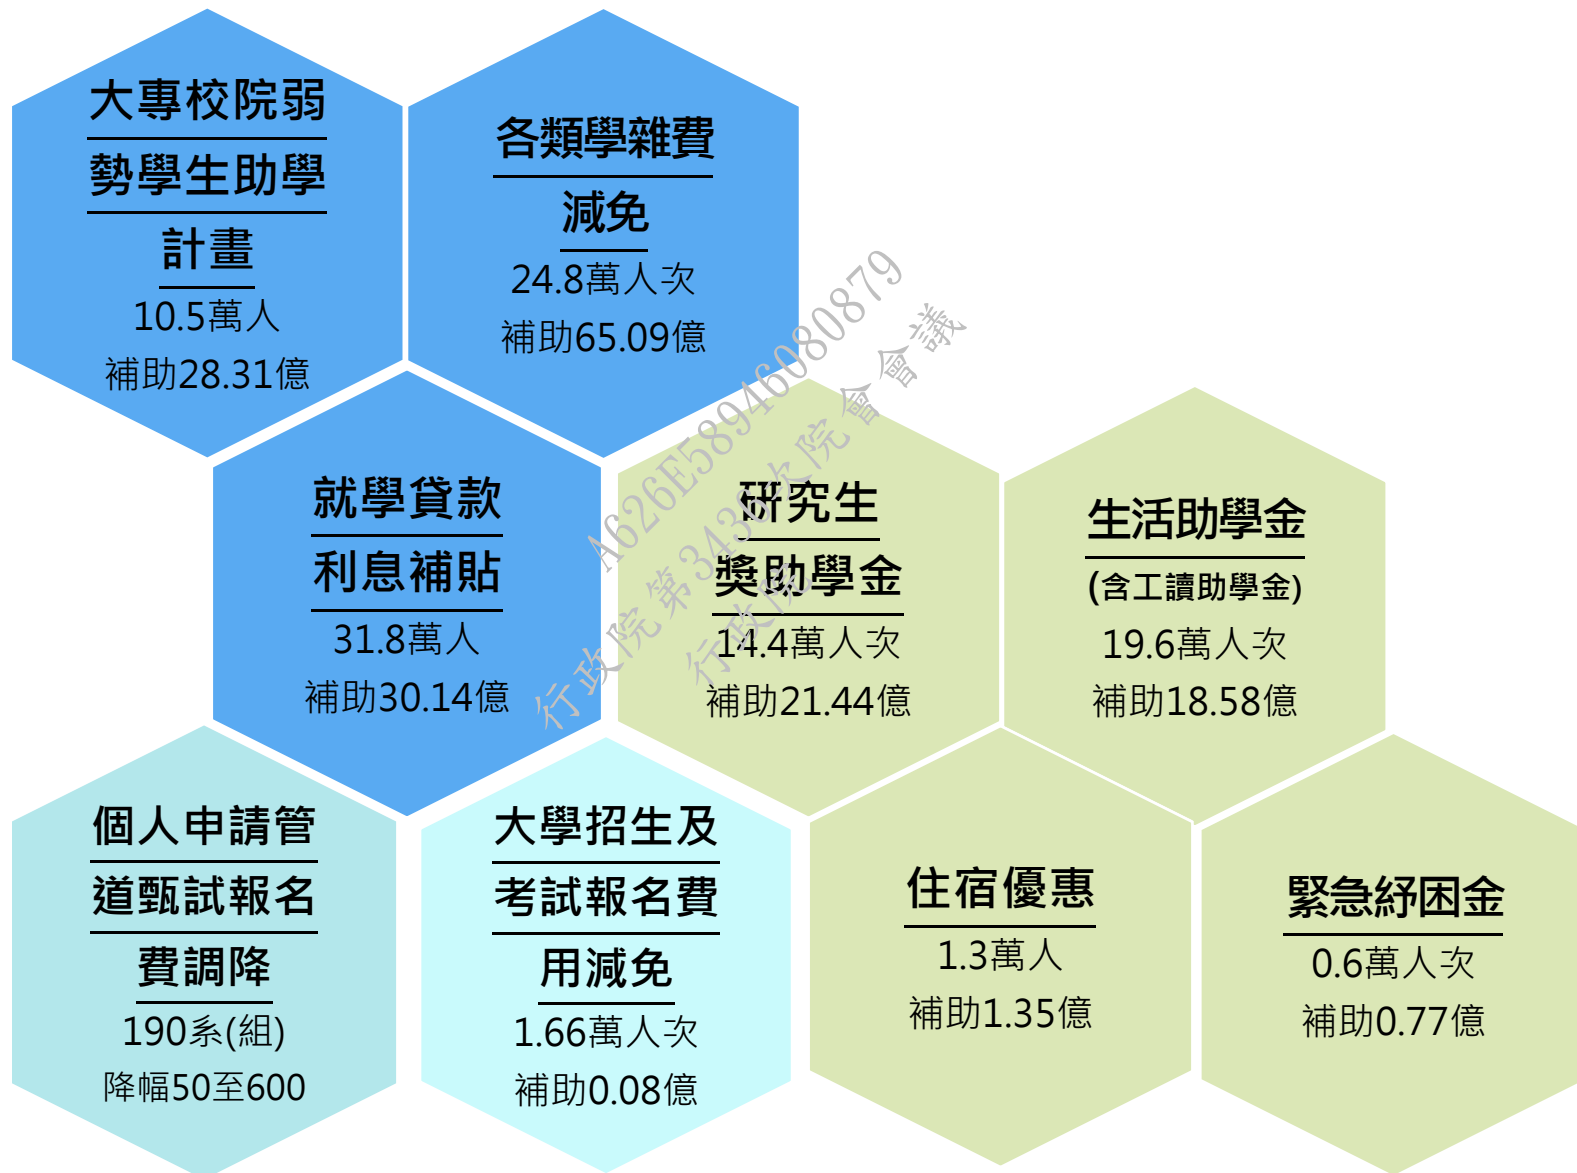 大專校院弱
勢學生助學
計畫
10.5萬人
補助28.31億
各類學雜費
減免
24.8萬人次
補助65.09億
就學貸款
利息補貼
31.8萬人
補助30.14億
研究生
獎助學金
14.4萬人次
補助21.44億
生活助學金
(含工讀助學金)
19.6萬人次
補助18.58億
個人申請管
道甄試報名
費調降
190系(組)
降幅50至600
大學招生及
考試報名費
用減免
1.66萬人次
補助0.08億
住宿優惠
1.3萬人
補助1.35億
緊急紓困金
0.6萬人次
補助0.77億
A626E58946080879
行政院第3436次院會會議
行政院